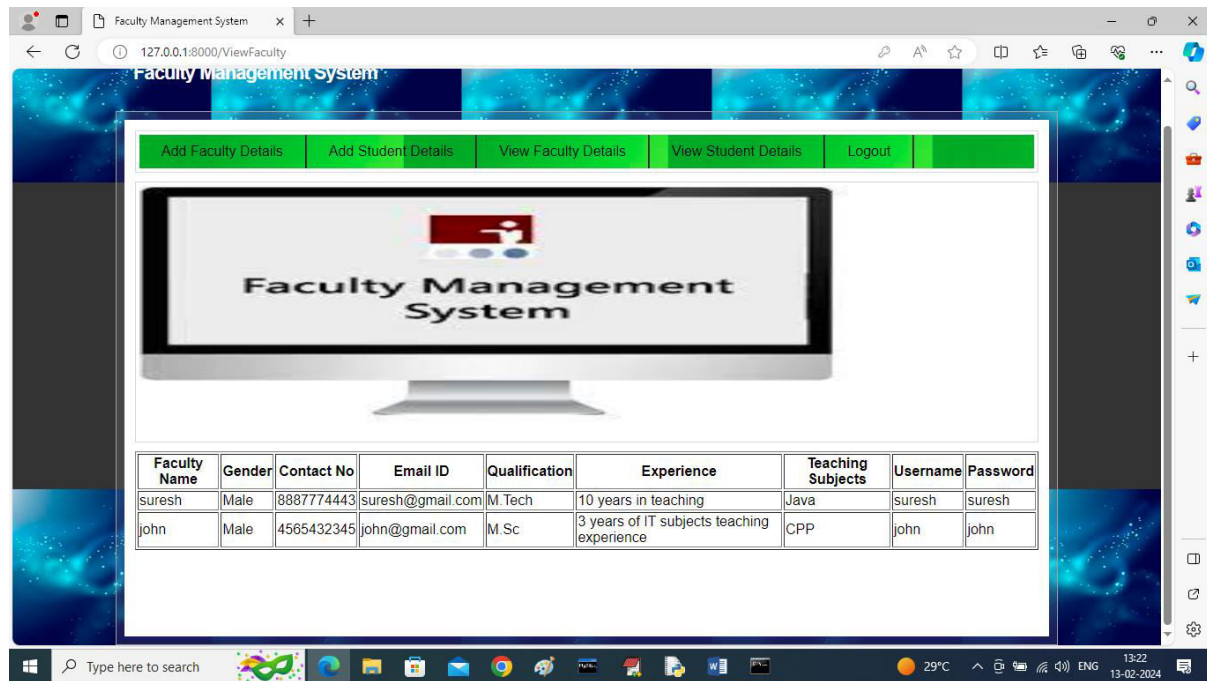 Faculty Management System
127.0.0.1:8000/ViewFaculty
Faculty Management System
Add Faculty Details Add Student Details View Faculty Details View Student Details Logout
Faculty Management
System
Faculty Name Gender Contact No Email ID Qualification Experience Teaching Subjects Username Password
suresh Male 8887774443 suresh@gmail.com M.Tech 10 years in teaching Java suresh suresh
john Male 4565432345 john@gmail.com M.Sc 3 years of IT subjects teaching experience CPP john john
Type here to search 29°C ENG 13:22
13-02-2024